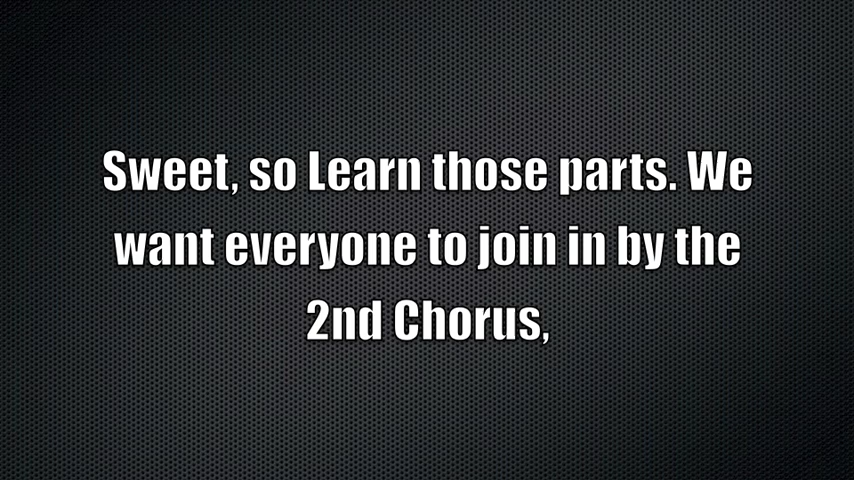 Sweet, so Learn those parts. We
want everyone to join in by the
2nd Chorus,